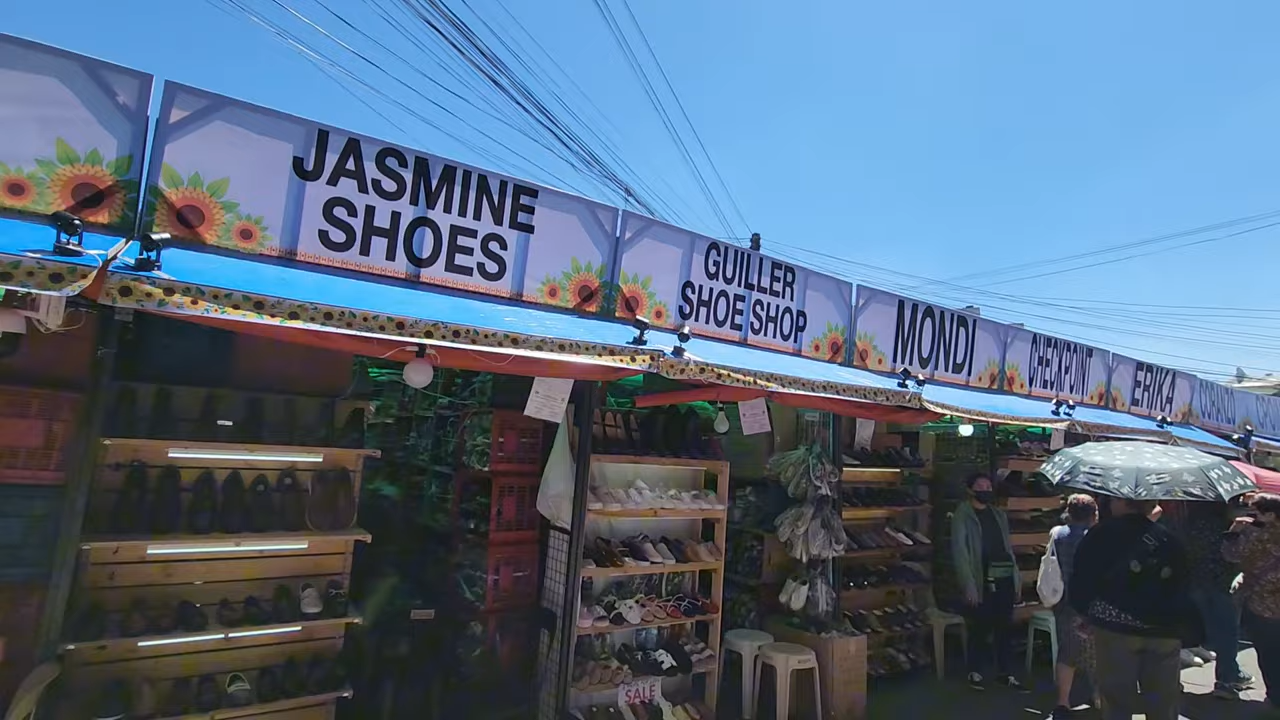 JASMINE
SHOES
GUILLER
SHOE SHOP
MONDI
CHECKPOINT
ERIKA
SALE